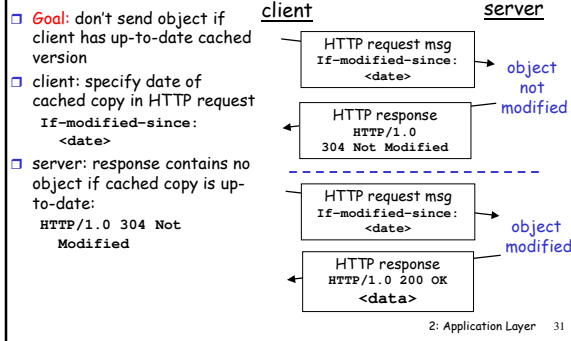 Goal: don't send object if
client has up-to-date cached
version
client: specify date of
cached copy in HTTP request
If-modified-since:
<date>
server: response contains no
object if cached copy is up-
to-date:
HTTP/1.0 304 Not
Modified
client
server
HTTP request msg
If-modified-since:
<date>
object
not
modified
HTTP response
HTTP/1.0
304 Not Modified
HTTP request msg
If-modified-since:
<date>
object
modified
HTTP response
HTTP/1.0 200 OK
<data>
2: Application Layer 31